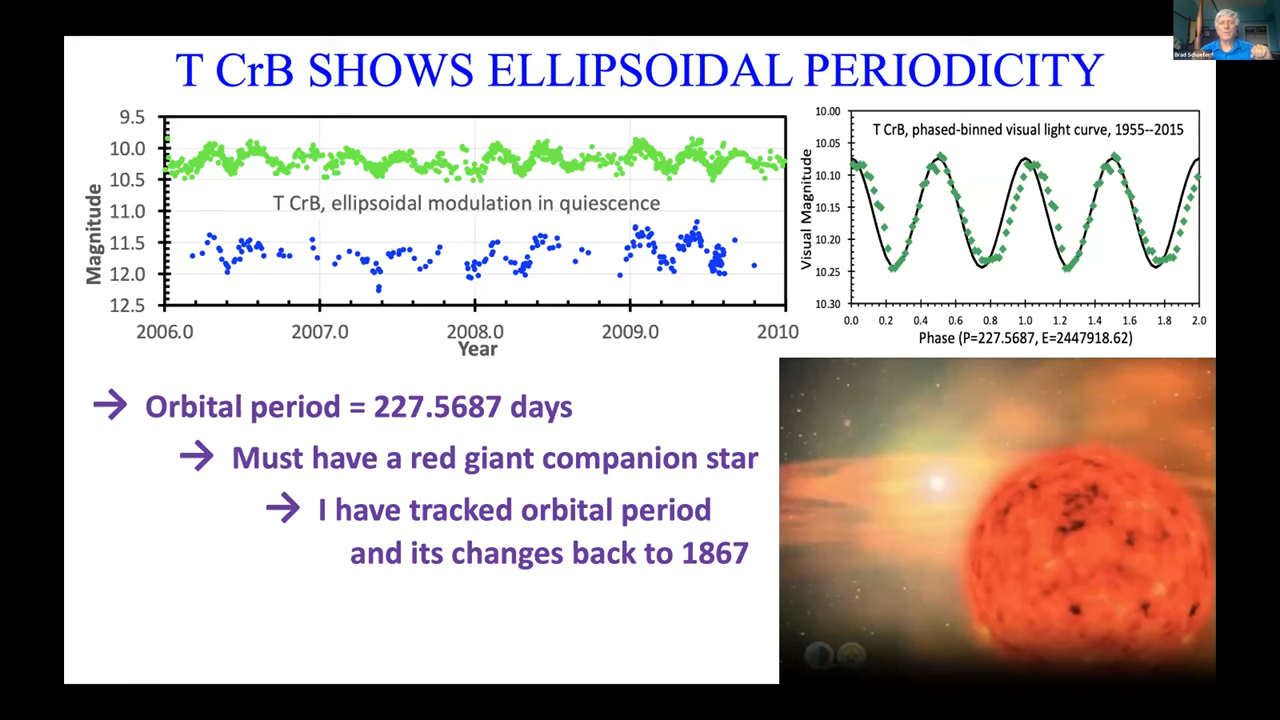 T CrB SHOWS ELLIPSOIDAL PERIODICITY
Brad Schaefer
9.5
10.0
10.5
11.0
11.5
12.0
12.5
Magnitude
T CrB, ellipsoidal modulation in quiescence
2006.0 2007.0 2008.0 2009.0 2010
Year
10.00
10.05
10.10
10.15
10.20
10.25
10.30
Visual Magnitude
T CrB, phased-binned visual light curve, 1955--2015
0.0 0.2 0.4 0.6 0.8 1.0 1.2 1.4 1.6 1.8 2.0
Phase (P=227.5687, E=2447918.62)
→ Orbital period = 227.5687 days
→ Must have a red giant companion star
→ I have tracked orbital period
and its changes back to 1867